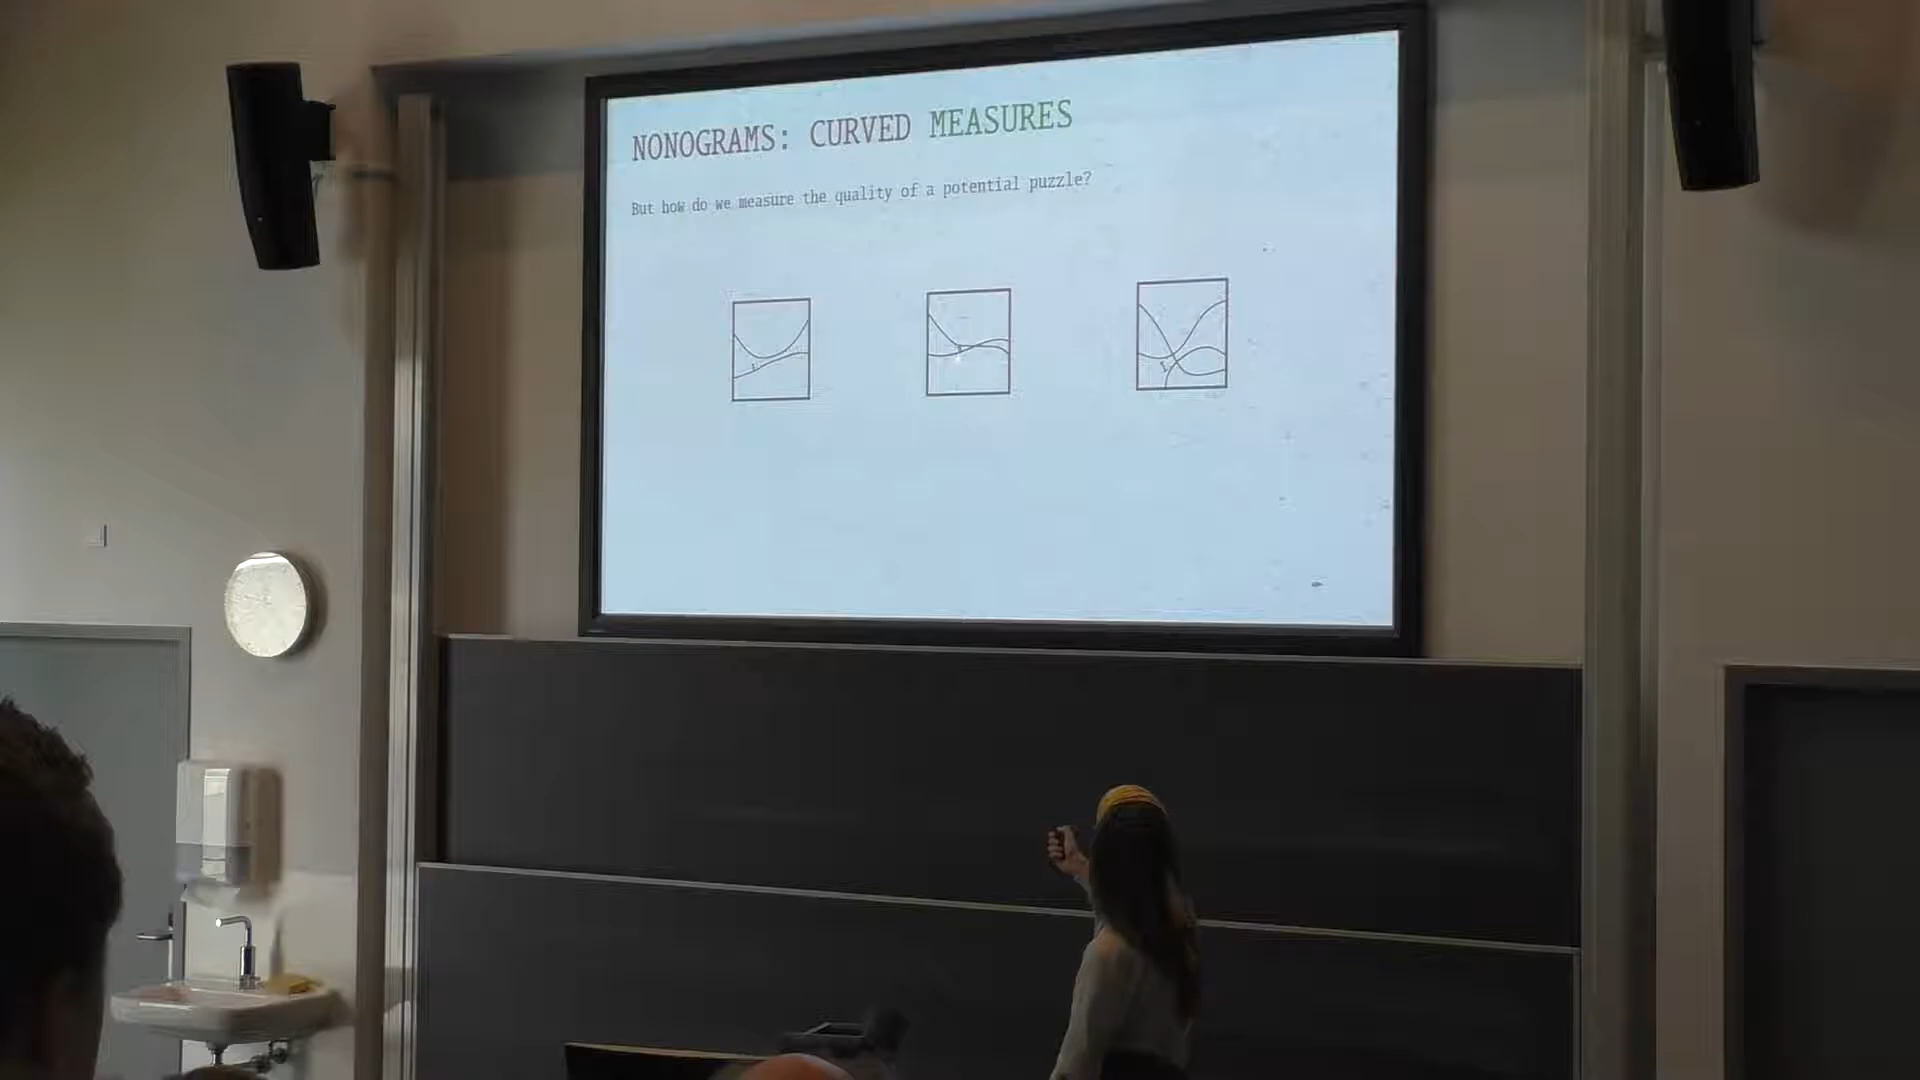 NONOGRAMS: CURVED MEASURES
But how do we measure the quality of a potential puzzle?